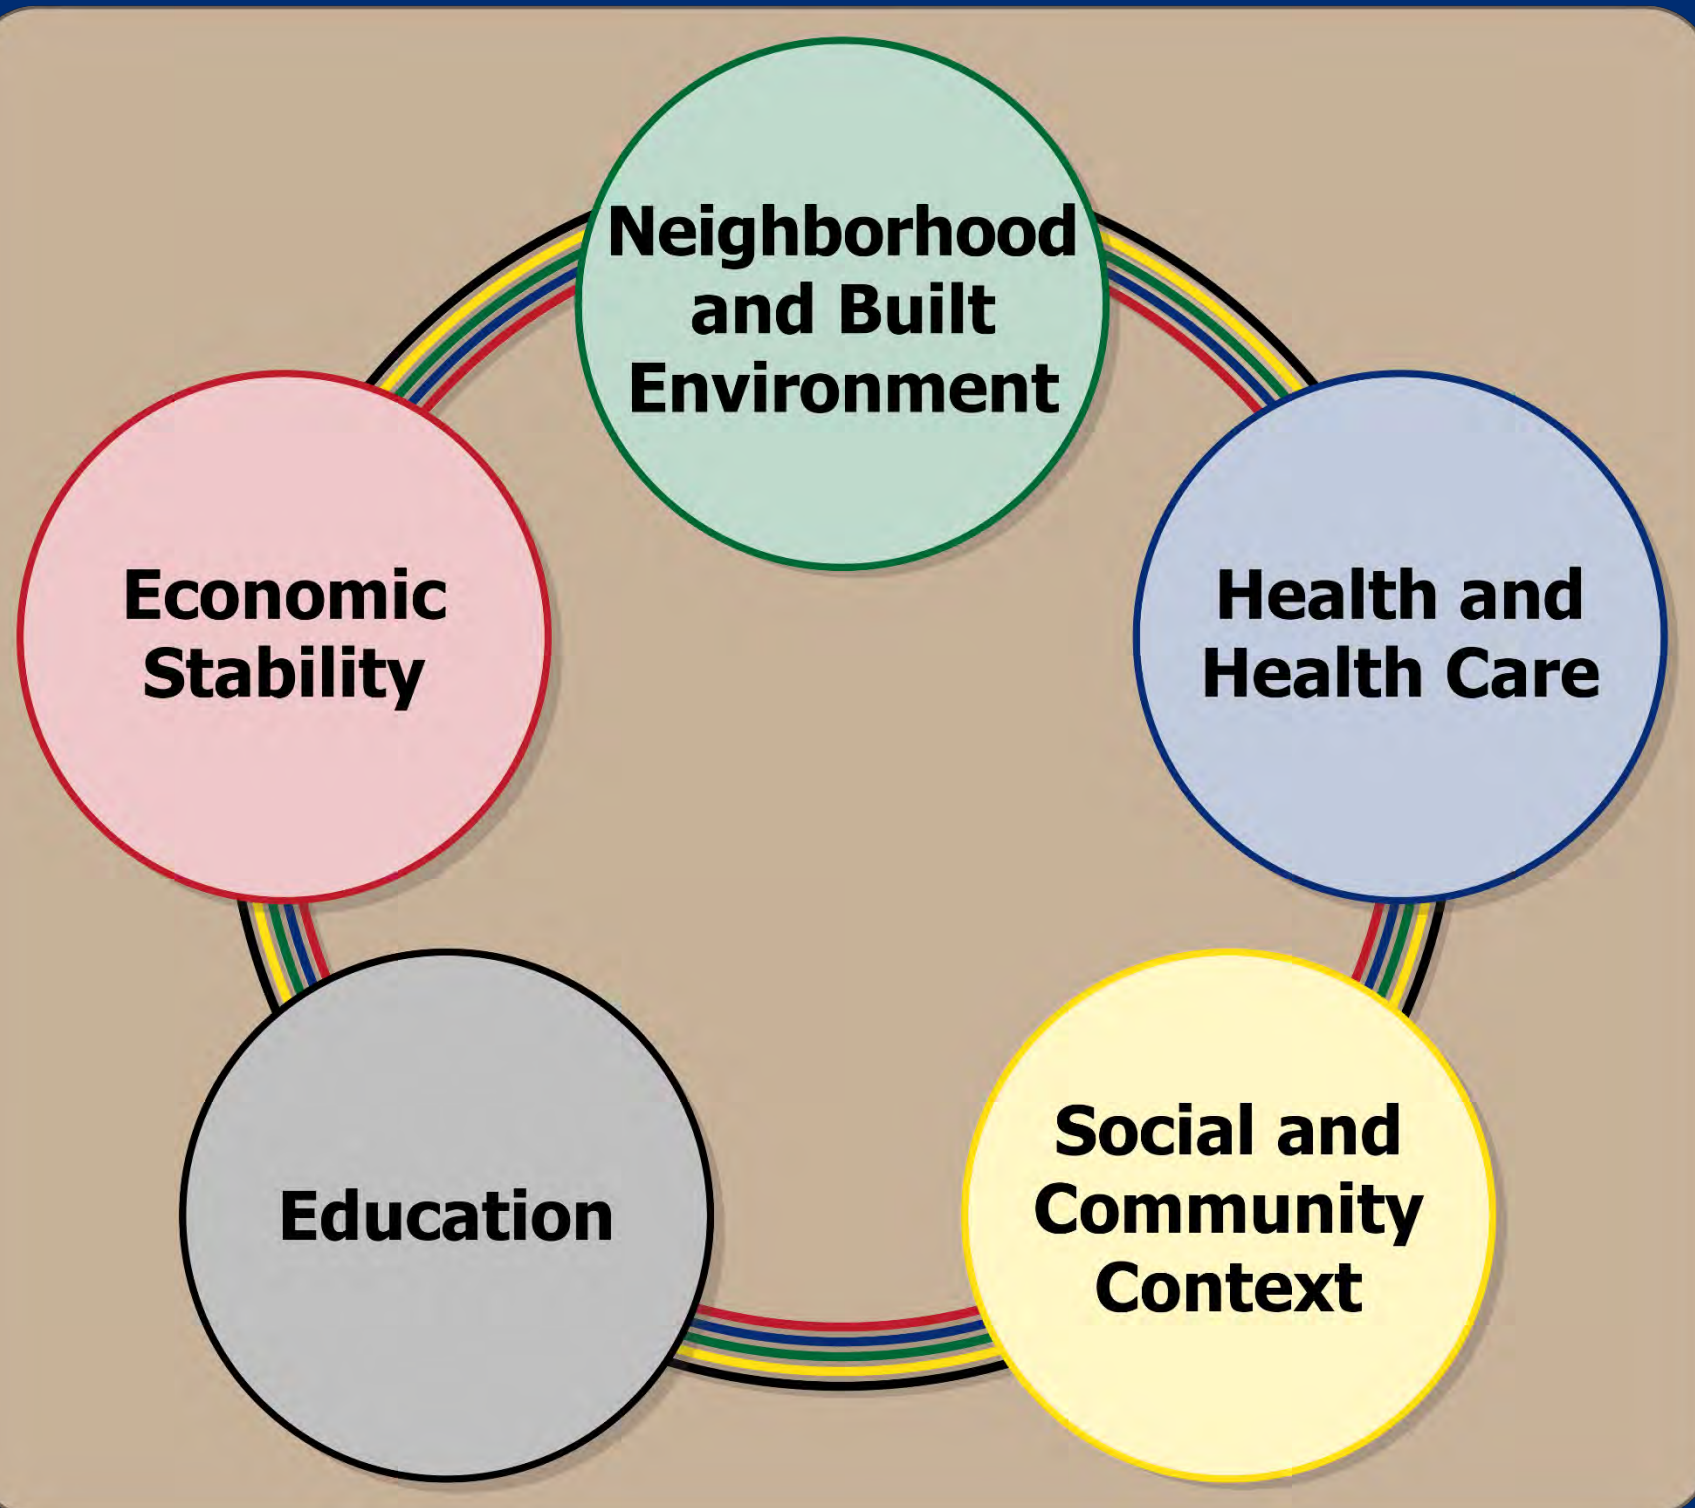 Neighborhood
and Built
Environment
Economic
Stability
Health and
Health Care
Education
Social and
Community
Context